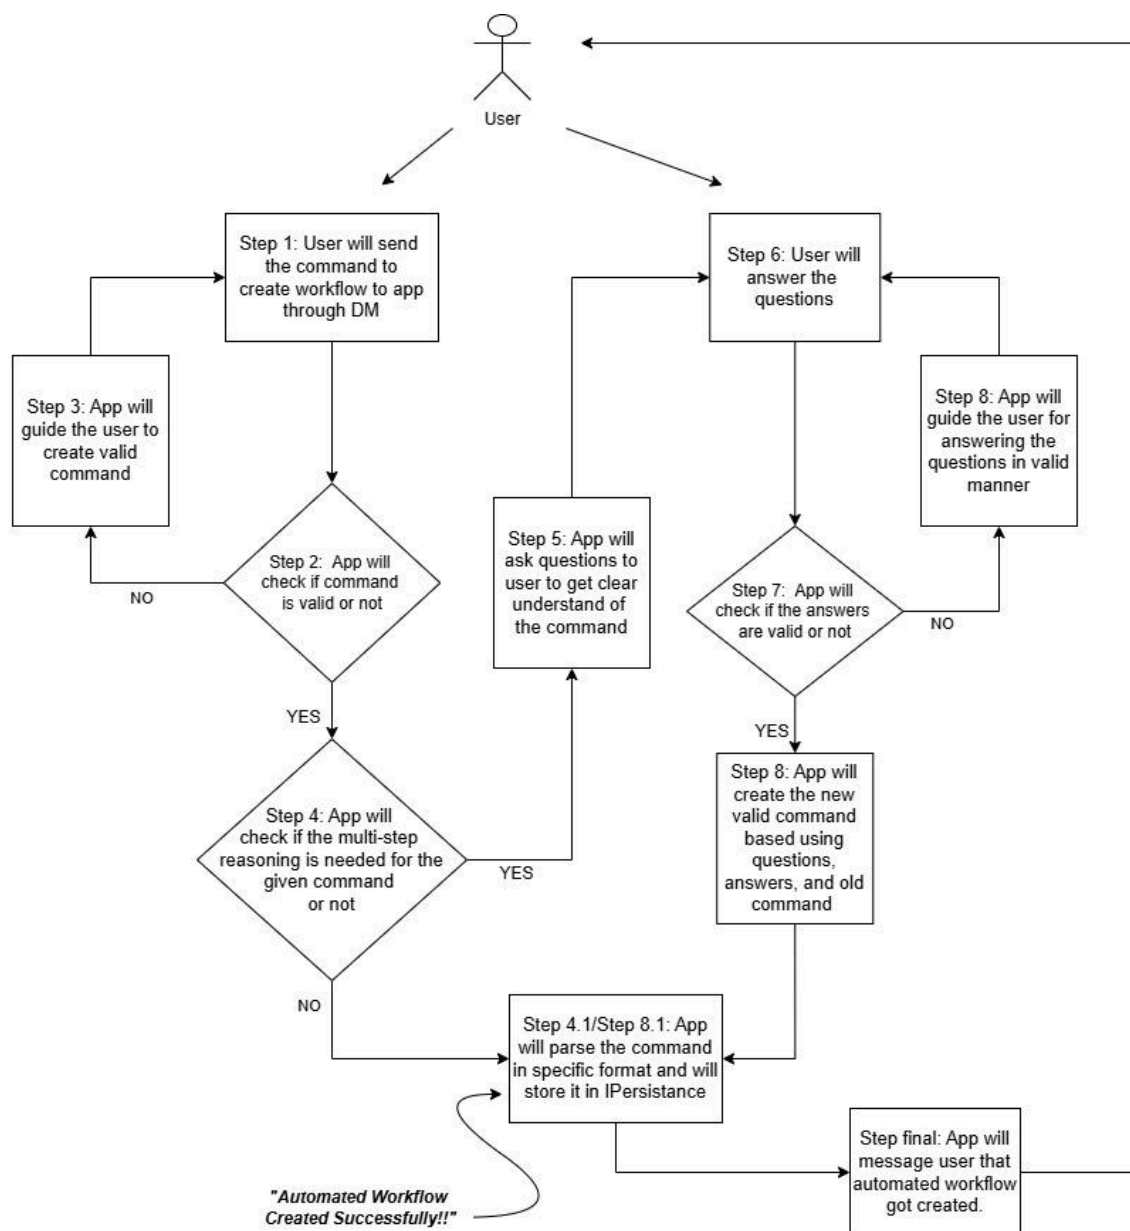 User
Step 1: User will send
the command to
create workflow to app
through DM
Step 6: User will
answer the
questions
Step 3: App will
guide the user to
create valid
command
Step 8: App will
guide the user for
answering the
questions in valid
manner
Step 2: App will
check if command
is valid or not
NO
Step 5: App will
ask questions to
user to get clear
understand of
the command
Step 7: App will
check if the answers
are valid or not
NO
YES
YES
Step 4: App will
check if the multi-step
reasoning is needed for the
given command
or not
YES
Step 8: App will
create the new
valid command
based using
questions,
answers, and old
command
NO
Step 4.1/Step 8.1: App
will parse the command
in specific format and will
store it in IPersistance
Step final: App will
message user that
automated workflow
got created.
"Automated Workflow
Created Successfully!!"